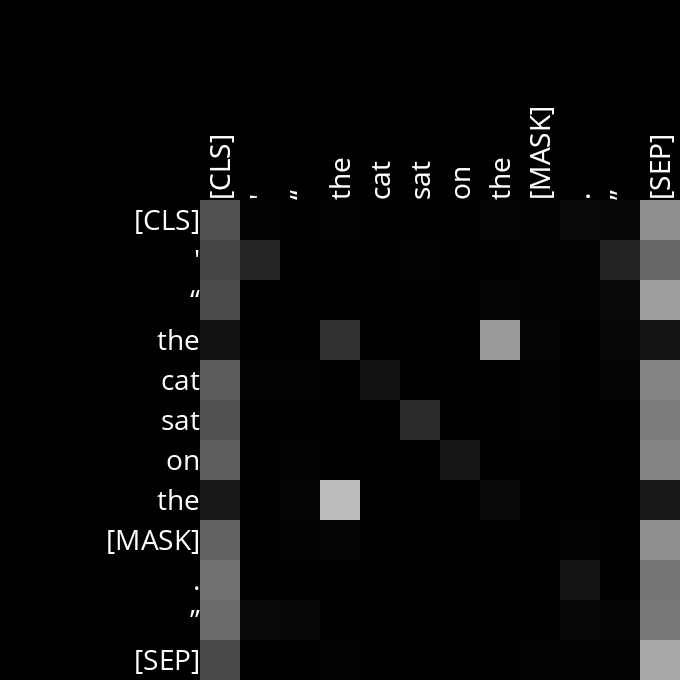 [CLS] ' “ the cat sat on the [MASK] . ” [SEP]
[CLS]
'
“
the
cat
sat
on
the
[MASK]
.
”
[SEP]